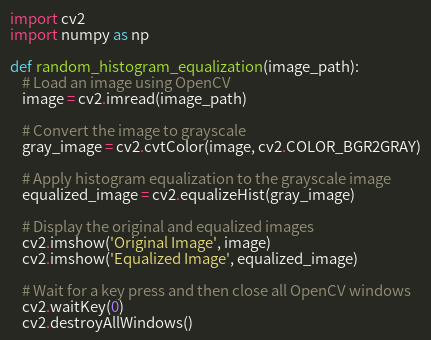 import cv2
import numpy as np

def random_histogram_equalization(image_path):
    # Load an image using OpenCV
    image = cv2.imread(image_path)

    # Convert the image to grayscale
    gray_image = cv2.cvtColor(image, cv2.COLOR_BGR2GRAY)

    # Apply histogram equalization to the grayscale image
    equalized_image = cv2.equalizeHist(gray_image)

    # Display the original and equalized images
    cv2.imshow('Original Image', image)
    cv2.imshow('Equalized Image', equalized_image)

    # Wait for a key press and then close all OpenCV windows
    cv2.waitKey(0)
    cv2.destroyAllWindows()